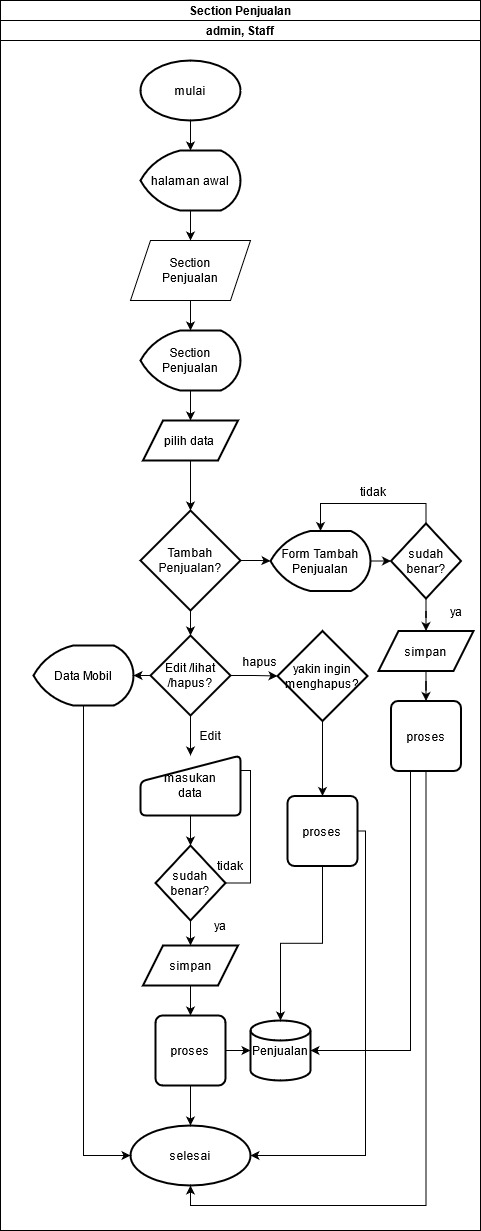 Section Penjualan
admin, Staff
mulai
halaman awal
Section
Penjualan
Section
Penjualan
pilih data
tidak
Tambah
Penjualan?
Form Tambah
Penjualan
sudah
benar?
ya
simpan
Data Mobil
Edit /lihat
/hapus?
hapus
yakin ingin
menghapus?
proses
Edit
masukan
data
proses
tidak
sudah
benar?
ya
simpan
proses
Penjualan
selesai